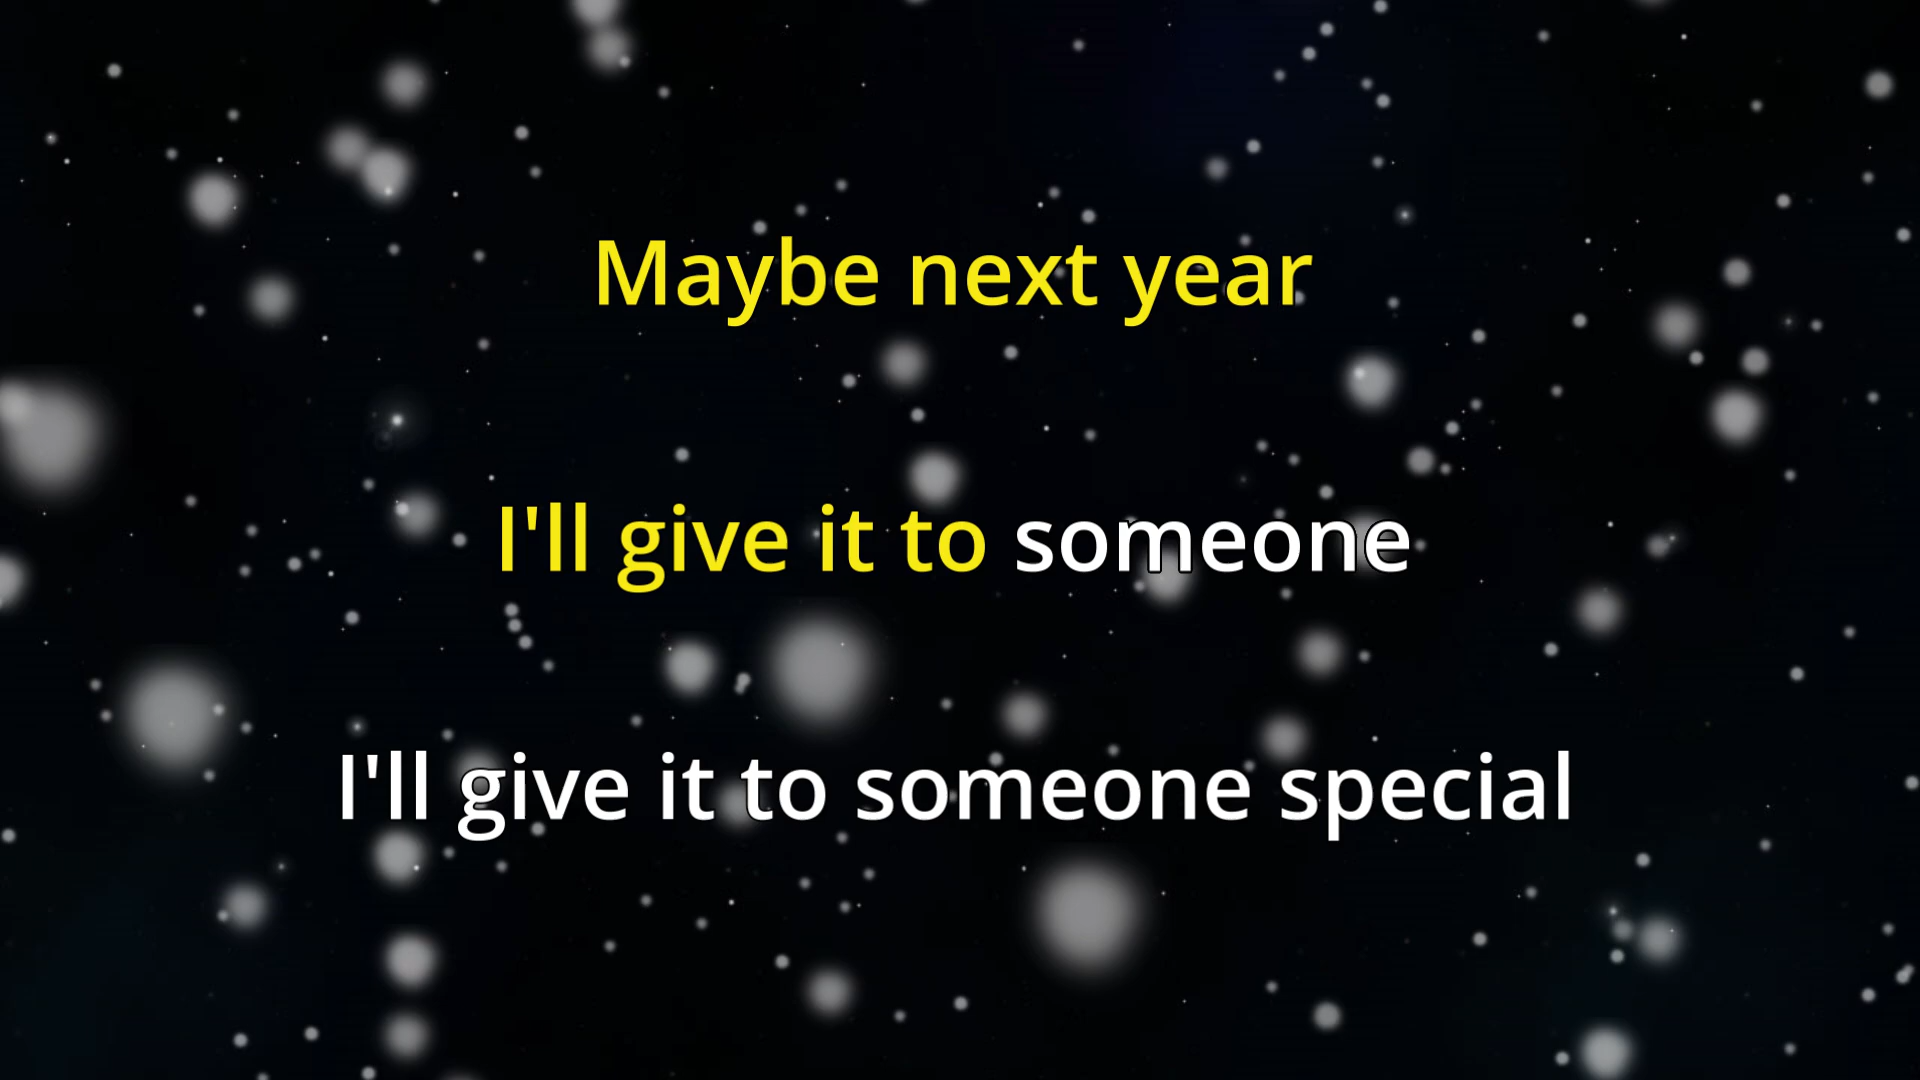 Maybe next year
I'll give it to someone
I'll give it to someone special